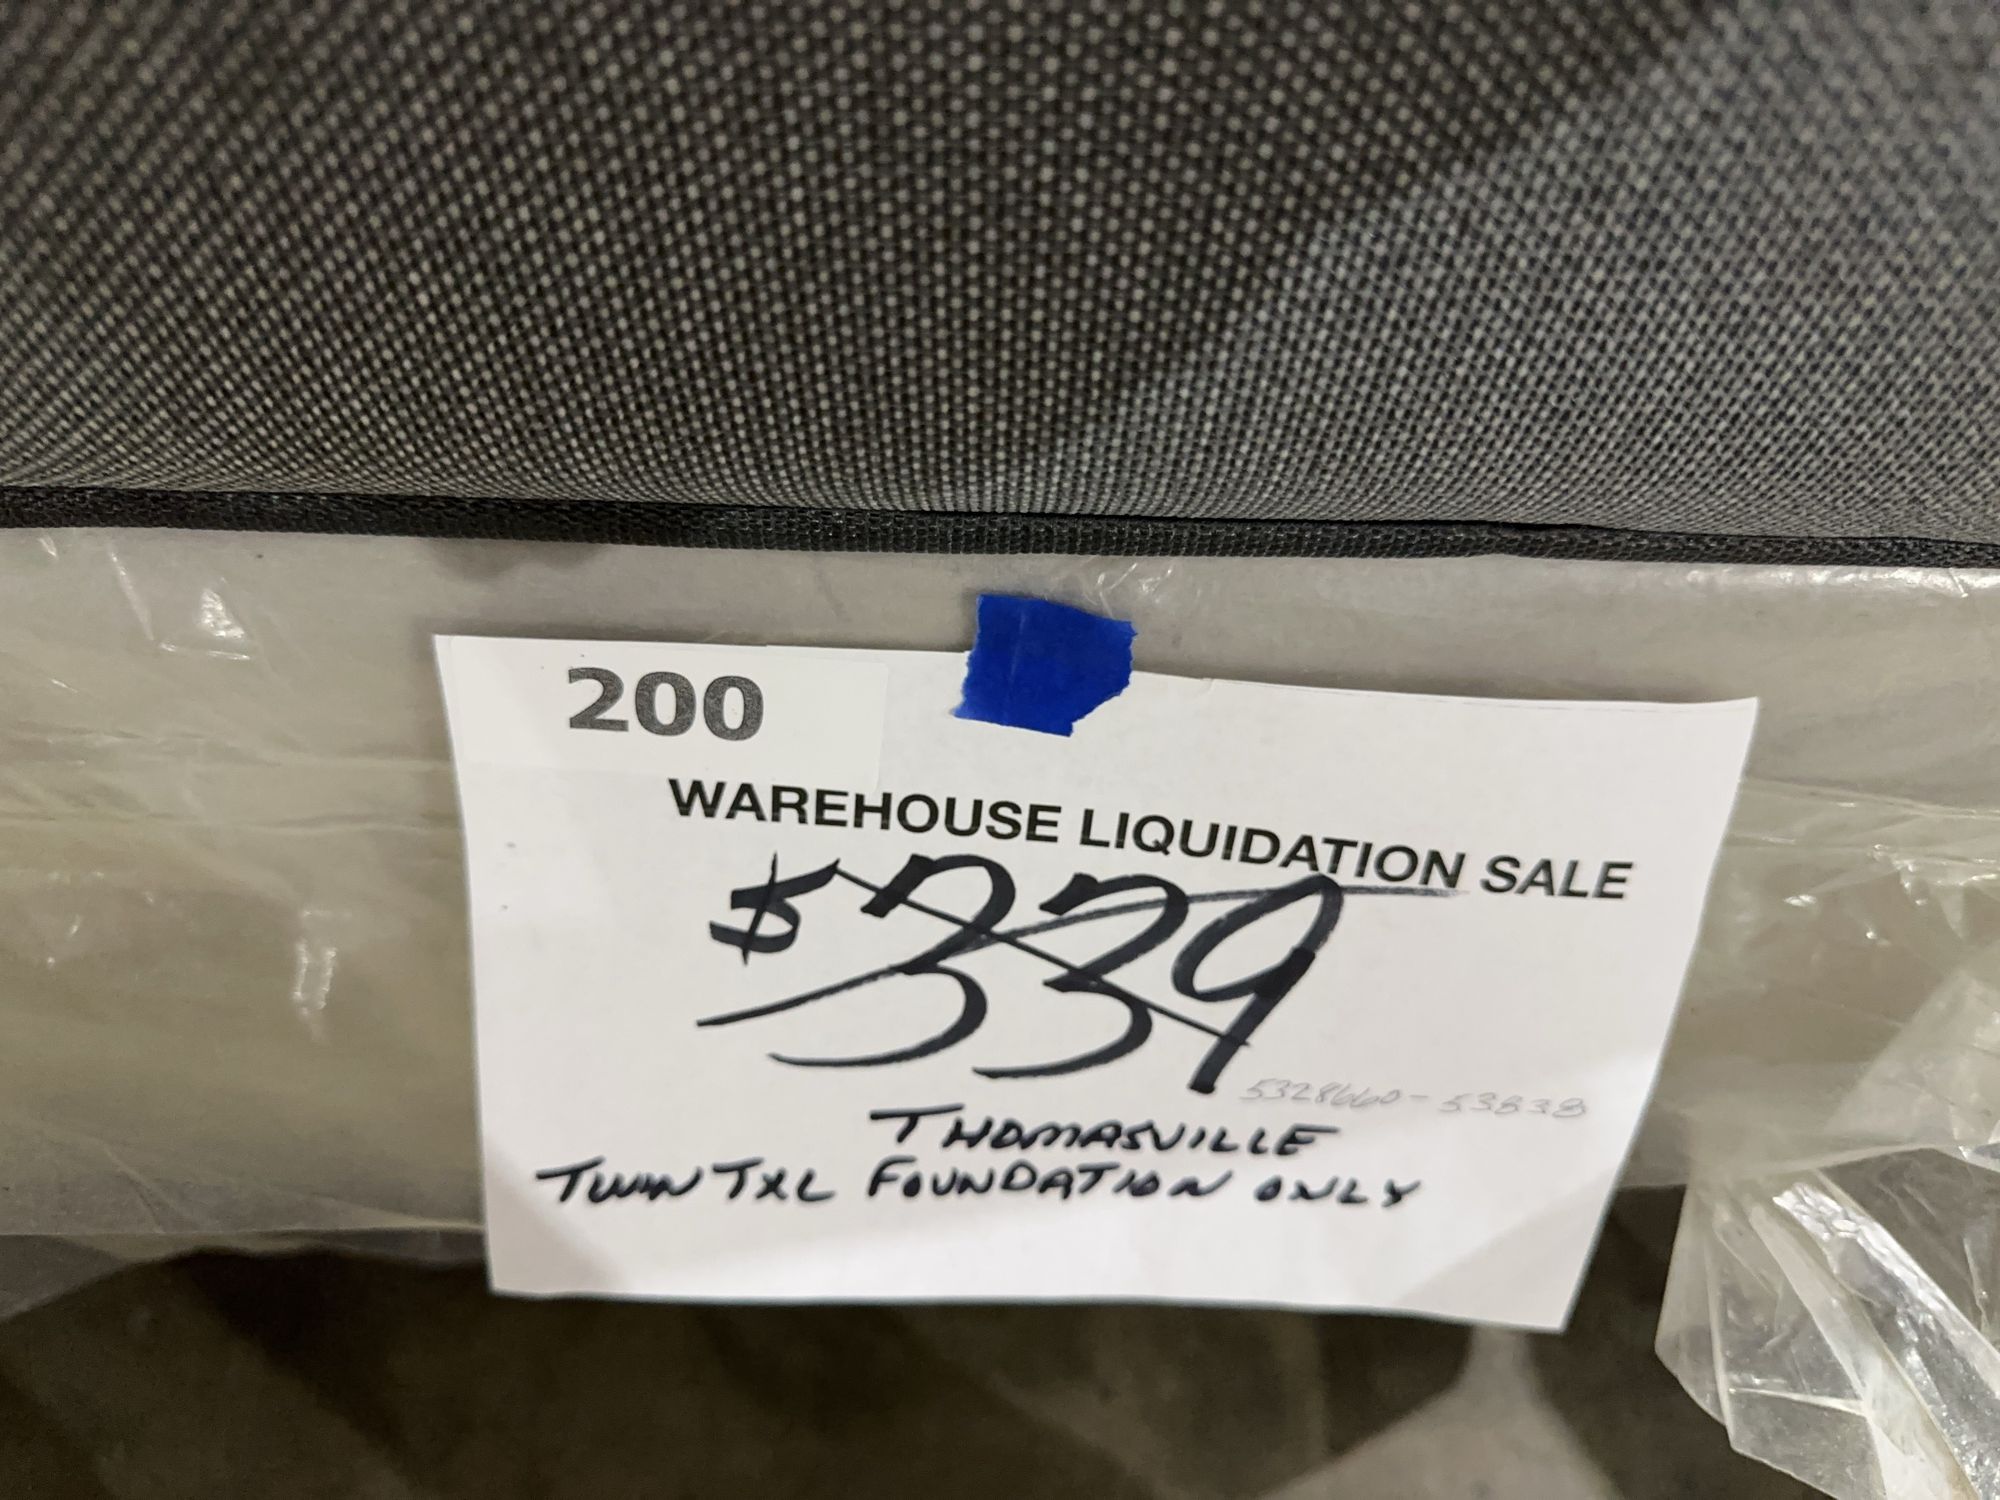 200
WAREHOUSE LIQUIDATION SALE
$339
5328660-53838
THOMASVILLE
TWIN TXL FOUNDATION ONLY